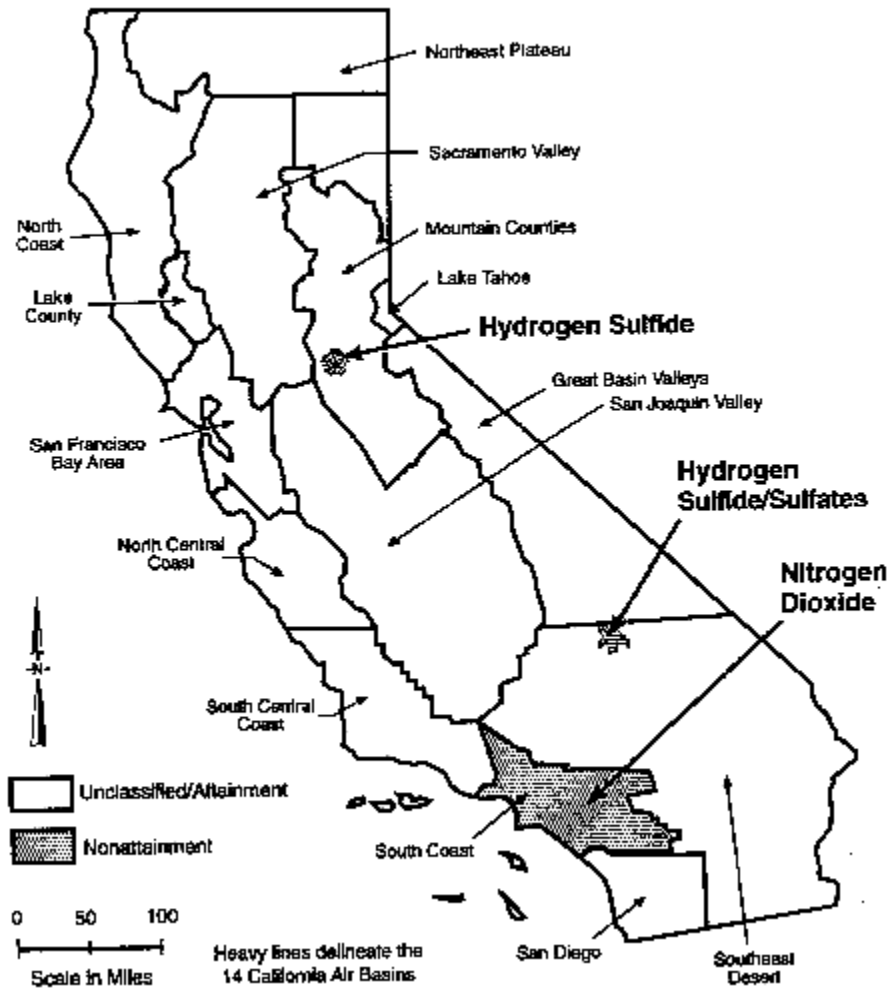 Northeast Plateau
Sacramento Valley
North
Coast
Mountain Counties
Lake Tahoe
Lake
County
Hydrogen Sulfide
Great Basin Valleys
San Joaquin Valley
San Francisco
Bay Area
Hydrogen
Sulfide/Sulfates
North Central
Coast
Nitrogen
Dioxide
N
South Central
Coast
Unclassified/Attainment
Nonattainment
South Coast
0 50 100
Scale in Miles
Heavy lines delineate the
14 California Air Basins
San Diego
Southeast
Desert